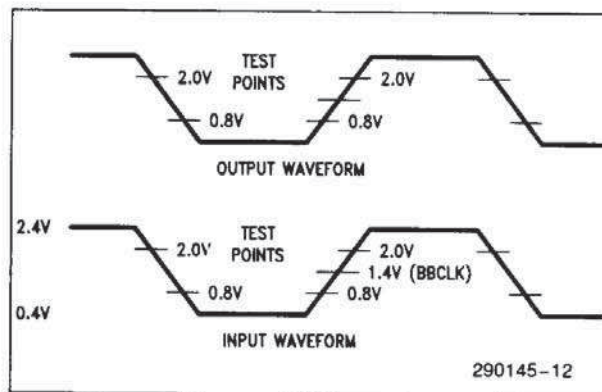 TEST
POINTS
2.0V
2.0V
0.8V
0.8V
OUTPUT WAVEFORM
2.4V
TEST
POINTS
2.0V
2.0V
1.4V (BBCLK)
0.8V
0.8V
0.4V
INPUT WAVEFORM
290145-12